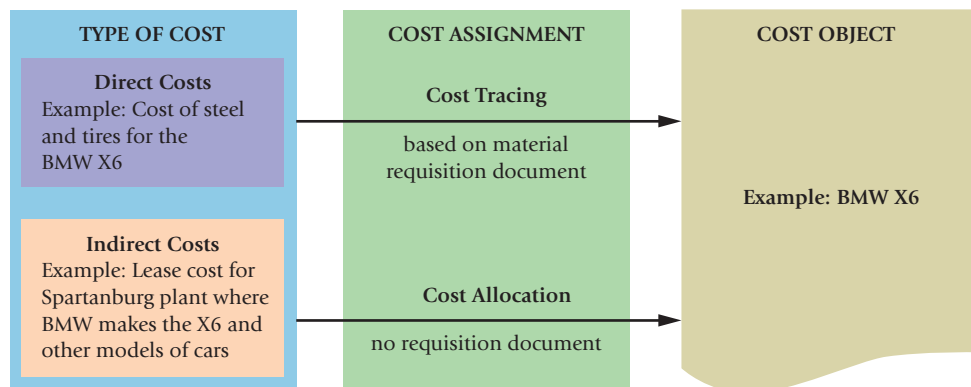 TYPE OF COST
COST ASSIGNMENT
COST OBJECT
Direct Costs
Example: Cost of steel
and tires for the
BMW X6
Cost Tracing
based on material
requisition document
Example: BMW X6
Indirect Costs
Example: Lease cost for
Spartanburg plant where
BMW makes the X6 and
other models of cars
Cost Allocation
no requisition document